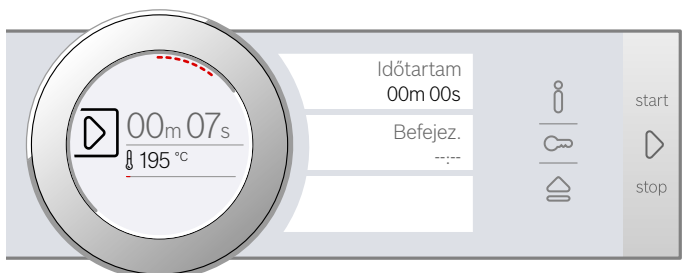 00m 07s
195 °C
Időtartam
00m 00s
Befejez.
--:--
start
stop